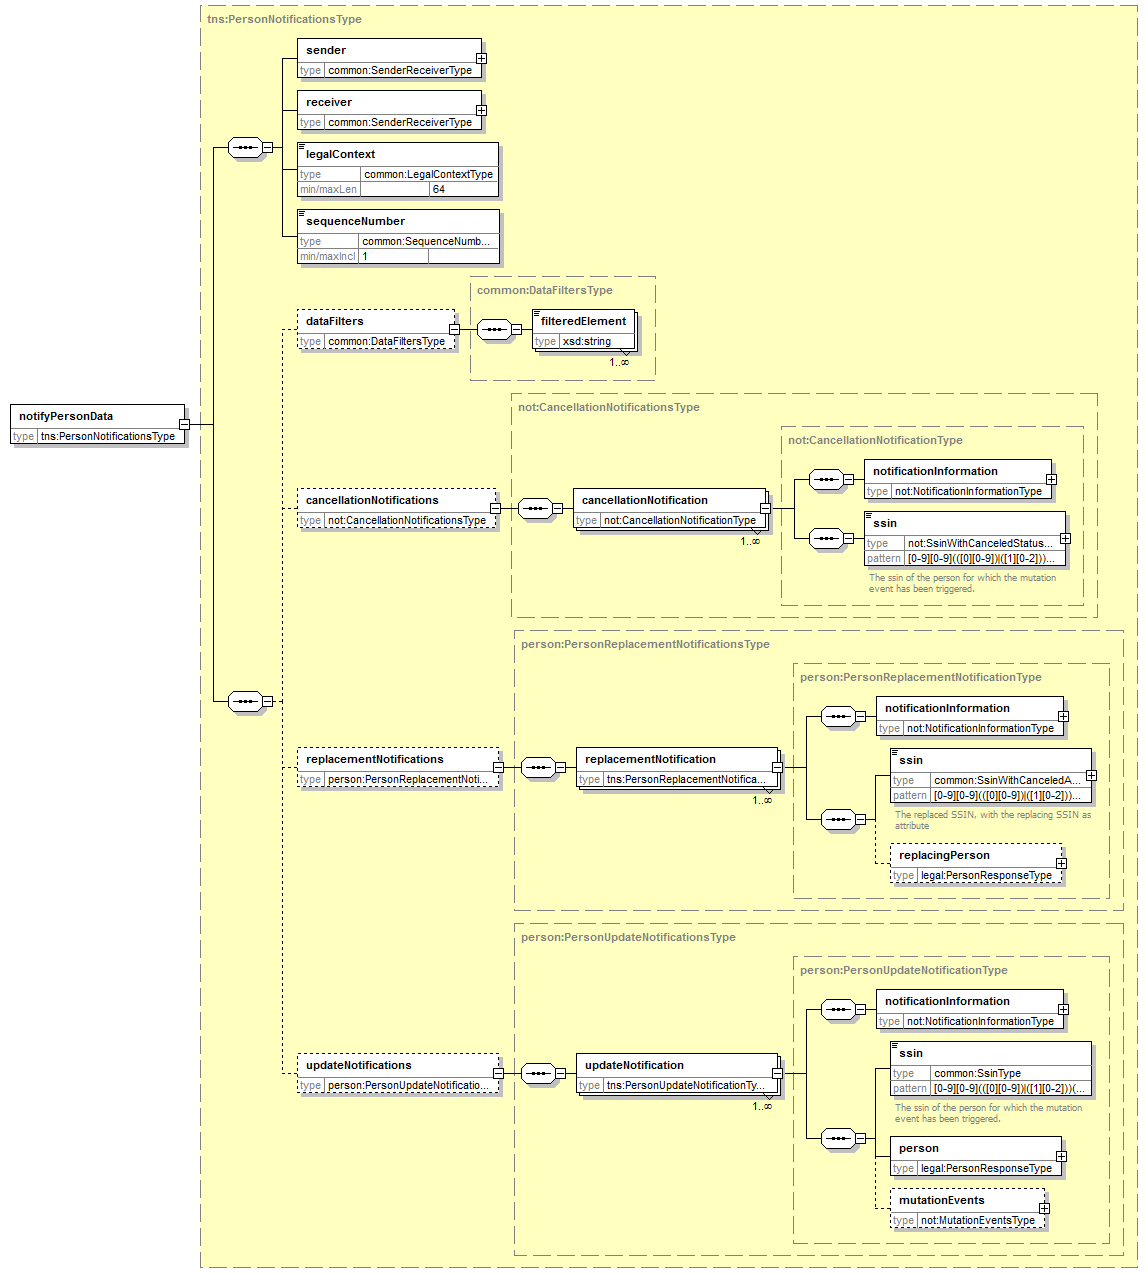 tns:PersonNotificationsType
sender
type common:SenderReceiverType
receiver
type common:SenderReceiverType
legalContext
type common:LegalContextType
min/maxLen 64
sequenceNumber
type common:SequenceNumb...
min/maxIncl 1
common:DataFiltersType
dataFilters
type common:DataFiltersType
filteredElement
type xsd:string
1..∞
notifyPersonData
type tns:PersonNotificationsType
not:CancellationNotificationsType
not:CancellationNotificationType
cancellationNotifications
type not:CancellationNotificationsType
cancellationNotification
type not:CancellationNotificationType
1..∞
notificationInformation
type not:NotificationInformationType
ssin
type not:SsinWithCanceledStatus...
pattern [0-9][0-9](([0][0-9])|([1][0-2]))...
The ssin of the person for which the mutation
event has been triggered.
person:PersonReplacementNotificationsType
person:PersonReplacementNotificationType
replacementNotifications
type person:PersonReplacementNoti...
replacementNotification
type tns:PersonReplacementNotifica...
1..∞
notificationInformation
type not:NotificationInformationType
ssin
type common:SsinWithCanceledA...
pattern [0-9][0-9](([0][0-9])|([1][0-2]))...
The replaced SSIN, with the replacing SSIN as
attribute
replacingPerson
type legal:PersonResponseType
person:PersonUpdateNotificationsType
person:PersonUpdateNotificationType
updateNotifications
type person:PersonUpdateNotificatio...
updateNotification
type tns:PersonUpdateNotificationTy...
1..∞
notificationInformation
type not:NotificationInformationType
ssin
type common:SsinType
pattern [0-9][0-9](([0][0-9])|([1][0-2]))(...
The ssin of the person for which the mutation
event has been triggered.
person
type legal:PersonResponseType
mutationEvents
type not:MutationEventsType